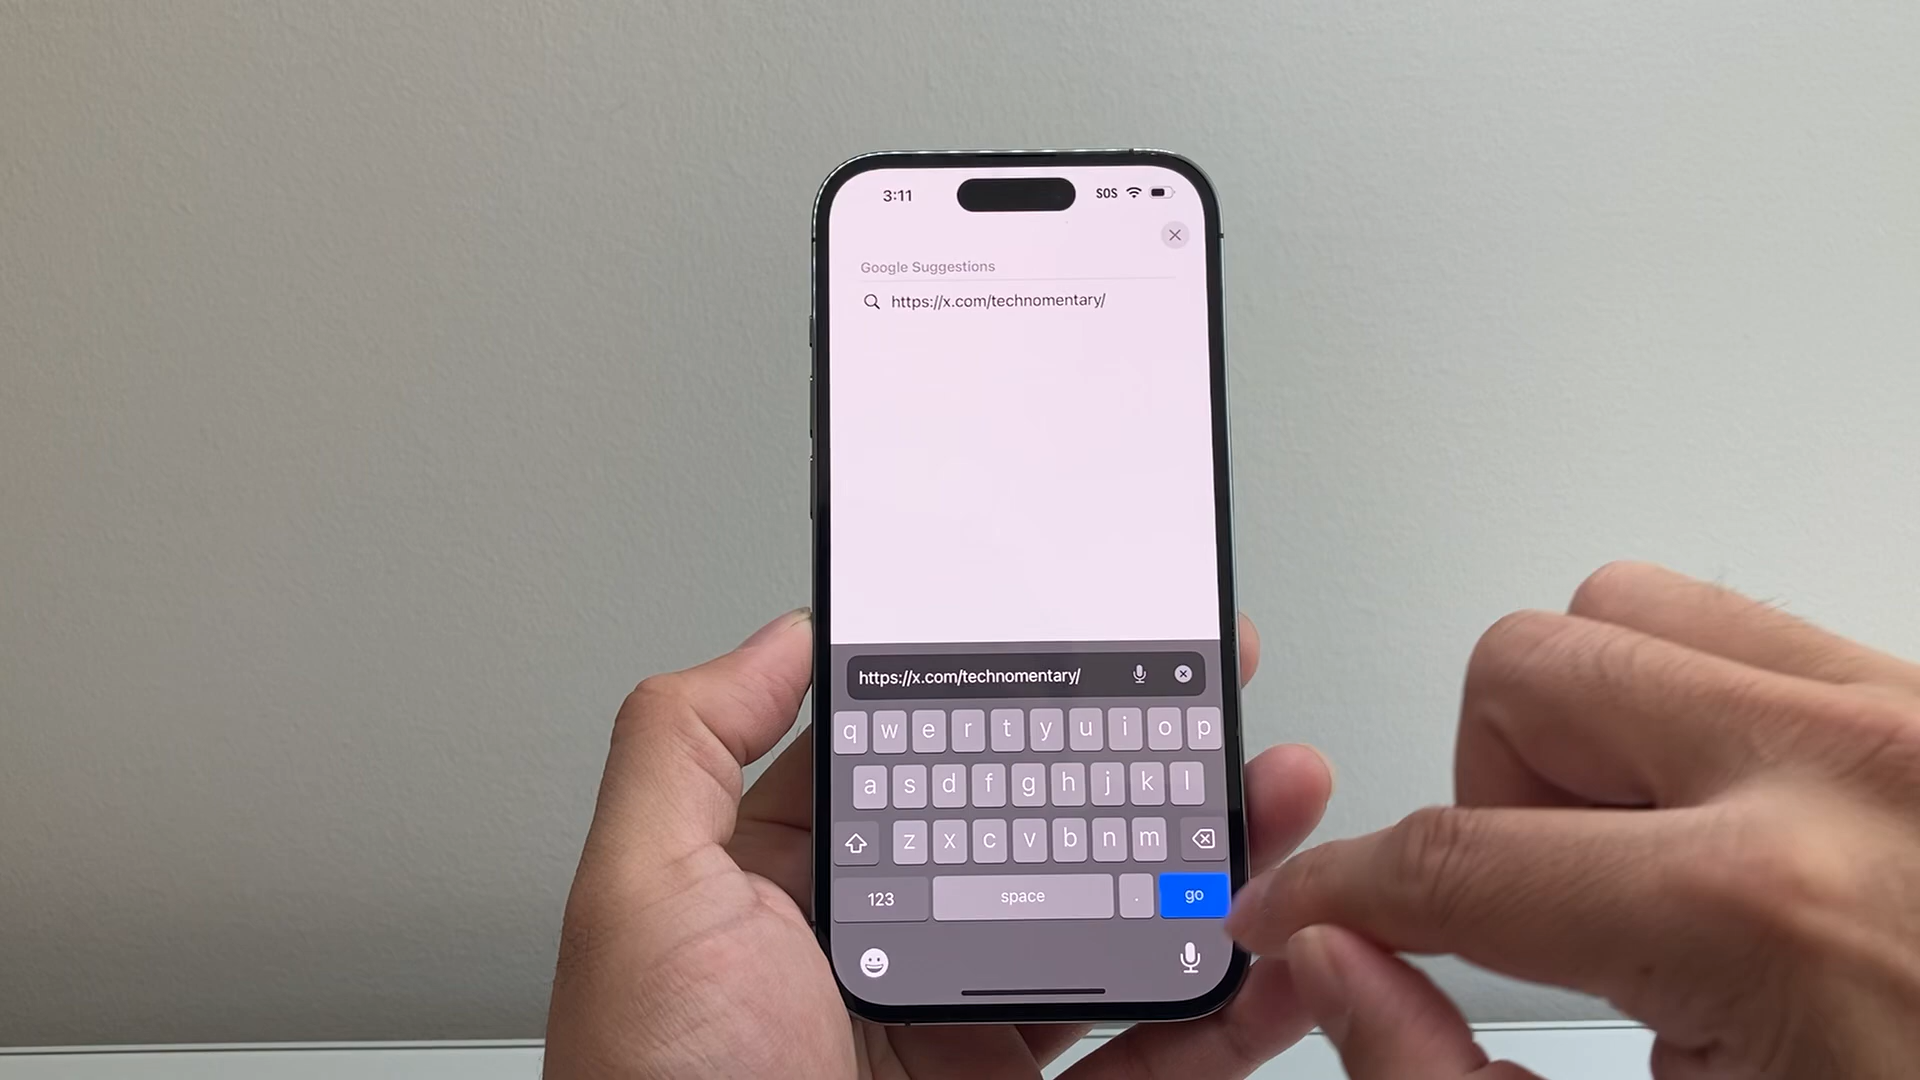 3:11 SOS
Google Suggestions
https://x.com/technomentary/
https://x.com/technomentary/
q w e r t y u i o p
a s d f g h j k l
z x c v b n m
123 space . go